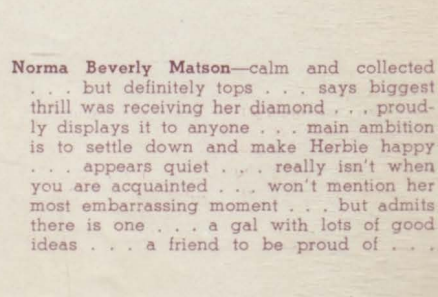 Norma Beverly Matson—calm and collected
. . . but definitely tops . . . says biggest
thrill was receiving her diamond . . . proud-
ly displays it to anyone . . . main ambition
is to settle down and make Herbie happy
. . . appears quiet . . . really isn't when
you are acquainted . . . won't mention her
most embarrassing moment . . . but admits
there is one . . . a gal with lots of good
ideas . . . a friend to be proud of . . .